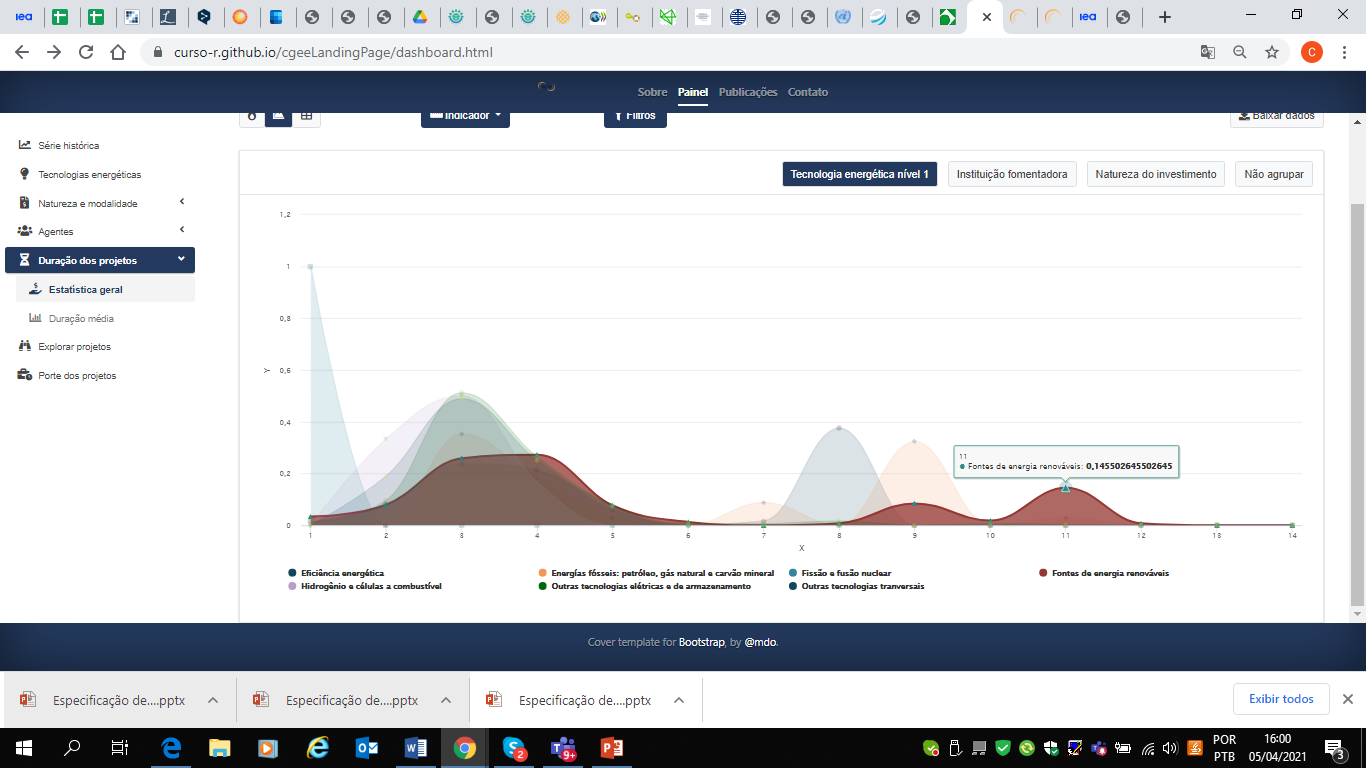 iea
iea
curso-r.github.io/cgeeLandingPage/dashboard.html
C
Sobre Painel Publicações Contato
Indicador Filtros Baixar dados
Série histórica
Tecnologias energéticas
Natureza e modalidade
Agentes
Duração dos projetos
Estatística geral
Duração média
Explorar projetos
Porte dos projetos
Tecnologia energética nível 1 Instituição fomentadora Natureza do investimento Não agrupar
1,2
1
0,8
0,6
0,4
0,2
0
Y
11
Fontes de energia renováveis: 0,145502645502645
1 2 3 4 5 6 7 8 9 10 11 12 13 14
X
Eficiência energética Energías fósseis: petróleo, gás natural e carvão mineral Fissão e fusão nuclear Fontes de energia renováveis
Hidrogênio e células a combustível Outras tecnologias elétricas e de armazenamento Outras tecnologias tranversais
Cover template for Bootstrap, by @mdo.
Especificação de....pptx Especificação de....pptx Especificação de....pptx Exibir todos
2 9+ POR 16:00
PTB 05/04/2021 3